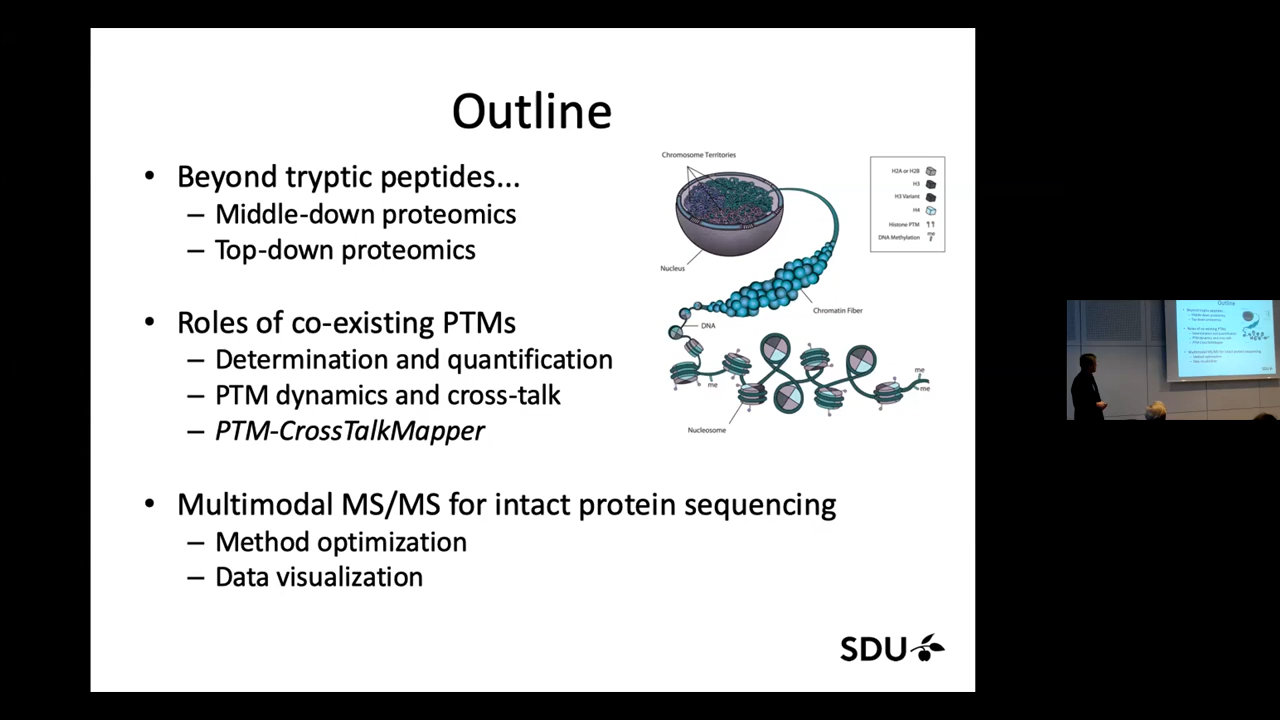 Outline
• Beyond tryptic peptides...
– Middle-down proteomics
– Top-down proteomics
• Roles of co-existing PTMs
– Determination and quantification
– PTM dynamics and cross-talk
– PTM-CrossTalkMapper
• Multimodal MS/MS for intact protein sequencing
– Method optimization
– Data visualization
Chromosome Territories
Nucleus
Chromatin Fiber
DNA
me
me
me
Nucleosome
H2A or H2B
H3
H3 Variant
H4
Histone PTM
DNA Methylation
me
SDU
Outline